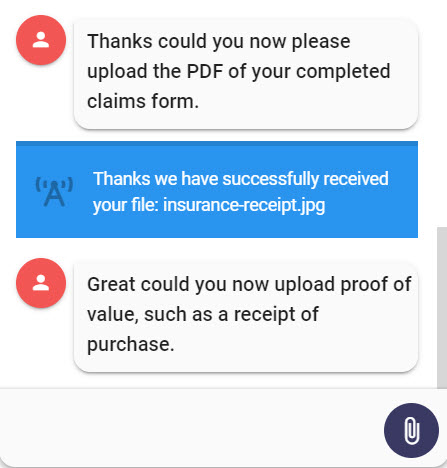 Thanks could you now please
upload the PDF of your completed
claims form.
Thanks we have successfully received
your file: insurance-receipt.jpg
Great could you now upload proof of
value, such as a receipt of
purchase.